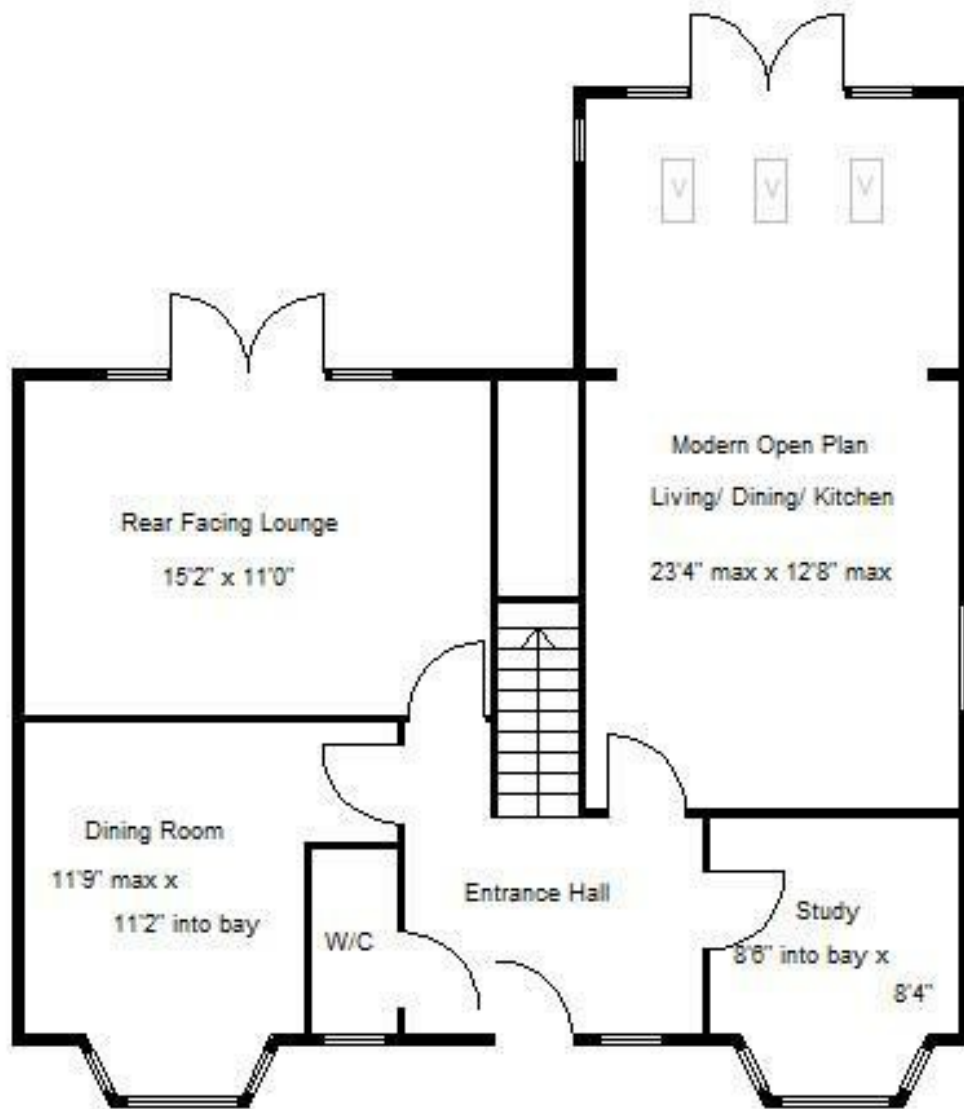 V V V
Modern Open Plan
Living/ Dining/ Kitchen
23'4" max x 12'8" max
Rear Facing Lounge
15'2" x 11'0"
Dining Room
11'9" max x
11'2" into bay
W/C
Entrance Hall
Study
8'6" into bay x
8'4"